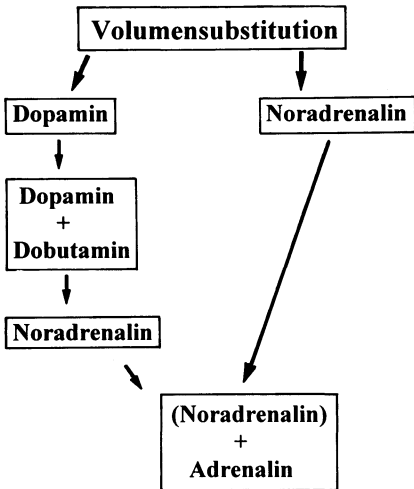 Volumensubstitution
Dopamin
Noradrenalin
Dopamin
+
Dobutamin
Noradrenalin
(Noradrenalin)
+
Adrenalin